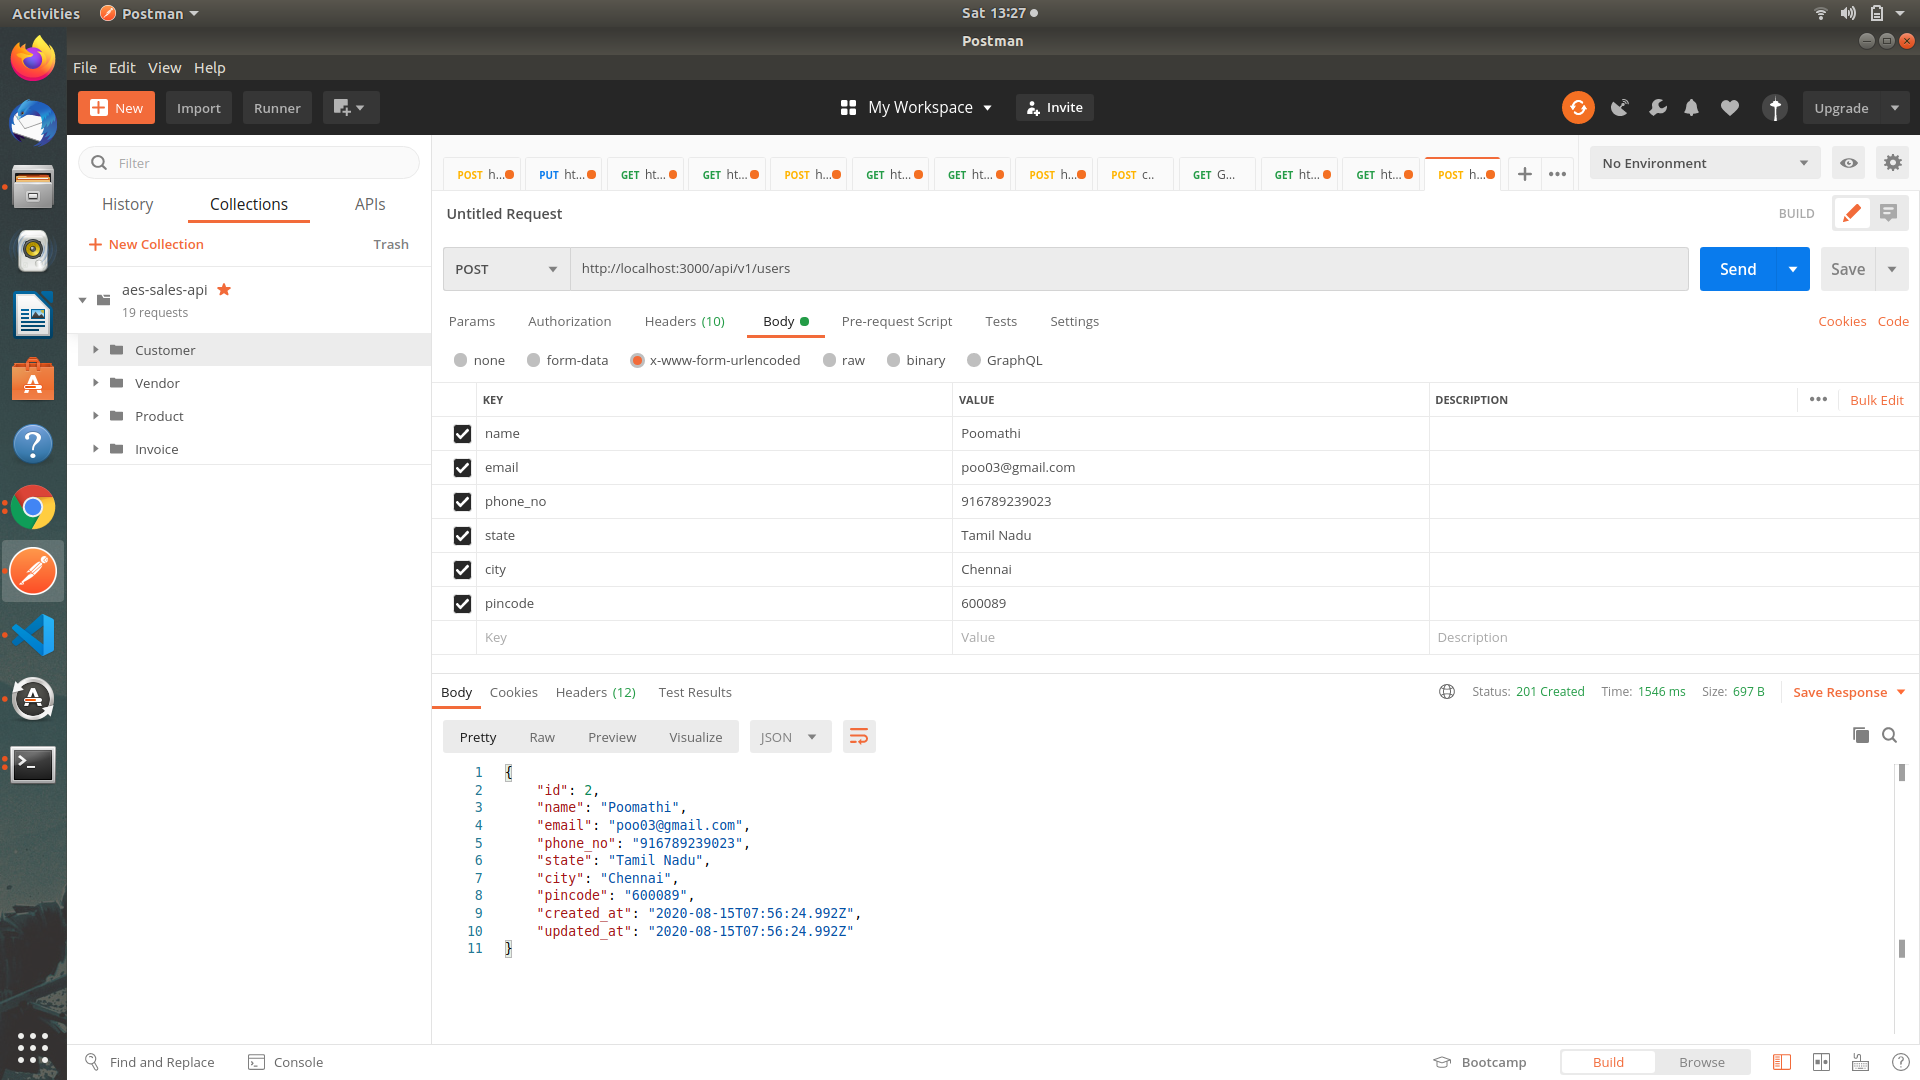 Activities Postman Sat 13:27
Postman
File Edit View Help
New Import Runner My Workspace Invite Upgrade
Filter
POST h... PUT ht... GET ht... GET ht... POST h... GET ht... GET ht... POST h... POST c.. GET G... GET ht... GET ht... POST h... No Environment
History Collections APIs
Untitled Request BUILD
New Collection Trash
POST http://localhost:3000/api/v1/users Send Save
aes-sales-api
19 requests
Params Authorization Headers (10) Body Pre-request Script Tests Settings Cookies Code
Customer
none form-data x-www-form-urlencoded raw binary GraphQL
Vendor
KEY VALUE DESCRIPTION Bulk Edit
Product
name Poomathi
Invoice
email poo03@gmail.com
phone_no 916789239023
state Tamil Nadu
city Chennai
pincode 600089
Key Value Description
Body Cookies Headers (12) Test Results Status: 201 Created Time: 1546 ms Size: 697 B Save Response
Pretty Raw Preview Visualize JSON
1 {
2 "id": 2,
3 "name": "Poomathi",
4 "email": "poo03@gmail.com",
5 "phone_no": "916789239023",
6 "state": "Tamil Nadu",
7 "city": "Chennai",
8 "pincode": "600089",
9 "created_at": "2020-08-15T07:56:24.992Z",
10 "updated_at": "2020-08-15T07:56:24.992Z"
11 }
Find and Replace Console Bootcamp Build Browse